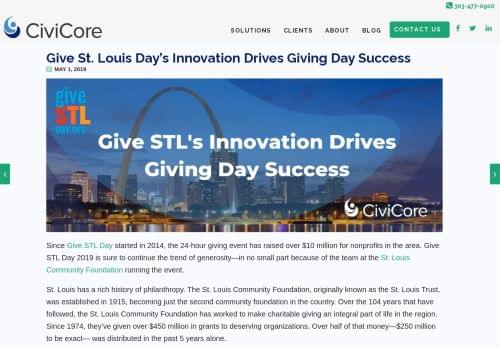 303-477-0900
CiviCore
SOLUTIONS CLIENTS ABOUT BLOG CONTACT US
Give St. Louis Day's Innovation Drives Giving Day Success
MAY 1, 2019
give
STL
DAY.ORG
Give STL's Innovation Drives
Giving Day Success
CiviCore
Since Give STL Day started in 2014, the 24-hour giving event has raised over $10 million for nonprofits in the area. Give
STL Day 2019 is sure to continue the trend of generosity—in no small part because of the team at the St. Louis
Community Foundation running the event.
St. Louis has a rich history of philanthropy. The St. Louis Community Foundation, originally known as the St. Louis Trust,
was established in 1915, becoming just the second community foundation in the country. Over the 104 years that have
followed, the St. Louis Community Foundation has worked to make charitable giving an integral part of life in the region.
Since 1974, they've given over $450 million in grants to deserving organizations. Over half of that money—$250 million
to be exact— was distributed in the past 5 years alone.